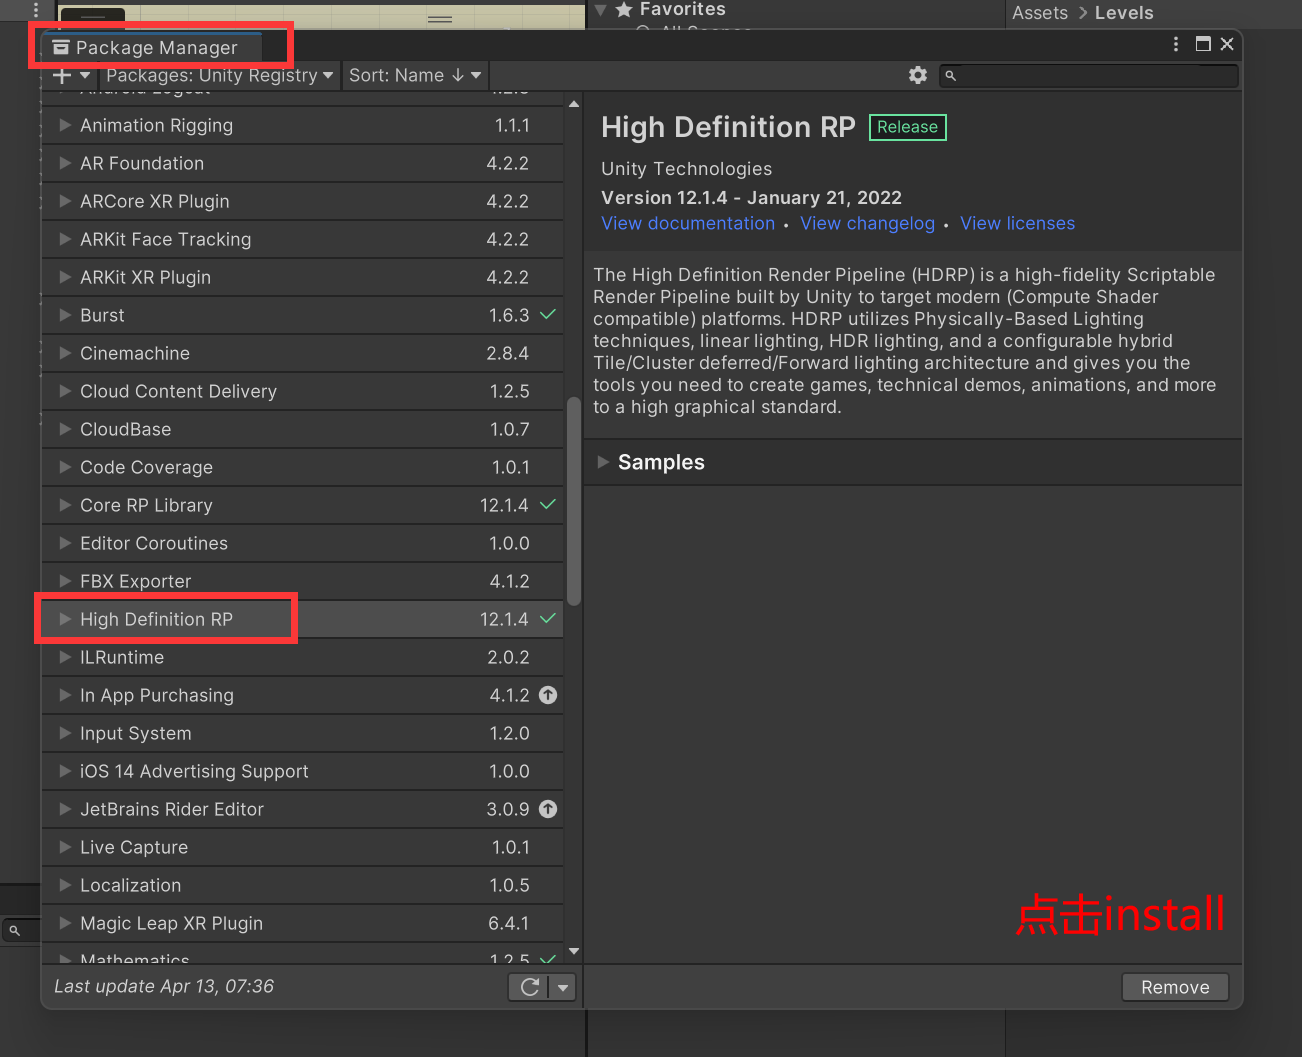 Favorites
Assets > Levels
Package Manager
Packages: Unity Registry
Sort: Name ↓
Animation Rigging 1.1.1
AR Foundation 4.2.2
ARCore XR Plugin 4.2.2
ARKit Face Tracking 4.2.2
ARKit XR Plugin 4.2.2
Burst 1.6.3
Cinemachine 2.8.4
Cloud Content Delivery 1.2.5
CloudBase 1.0.7
Code Coverage 1.0.1
Core RP Library 12.1.4
Editor Coroutines 1.0.0
FBX Exporter 4.1.2
High Definition RP 12.1.4
ILRuntime 2.0.2
In App Purchasing 4.1.2
Input System 1.2.0
iOS 14 Advertising Support 1.0.0
JetBrains Rider Editor 3.0.9
Live Capture 1.0.1
Localization 1.0.5
Magic Leap XR Plugin 6.4.1
Mathematics 1.2.5
Last update Apr 13, 07:36
High Definition RP Release
Unity Technologies
Version 12.1.4 - January 21, 2022
View documentation • View changelog • View licenses
The High Definition Render Pipeline (HDRP) is a high-fidelity Scriptable
Render Pipeline built by Unity to target modern (Compute Shader
compatible) platforms. HDRP utilizes Physically-Based Lighting
techniques, linear lighting, HDR lighting, and a configurable hybrid
Tile/Cluster deferred/Forward lighting architecture and gives you the
tools you need to create games, technical demos, animations, and more
to a high graphical standard.
Samples
点击install
Remove